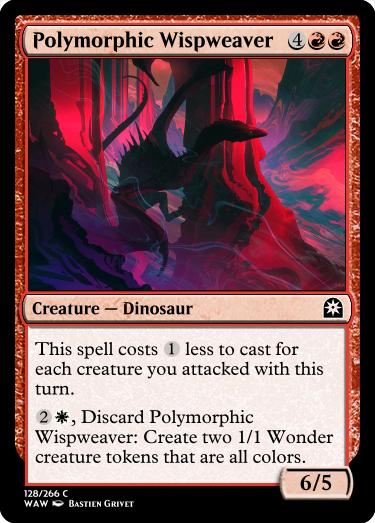 Polymorphic Wispweaver 4
Creature — Dinosaur
This spell costs 1 less to cast for
each creature you attacked with this
turn.
2, Discard Polymorphic
Wispweaver: Create two 1/1 Wonder
creature tokens that are all colors.
6/5
128/266 C
WAW Bastien Grivet